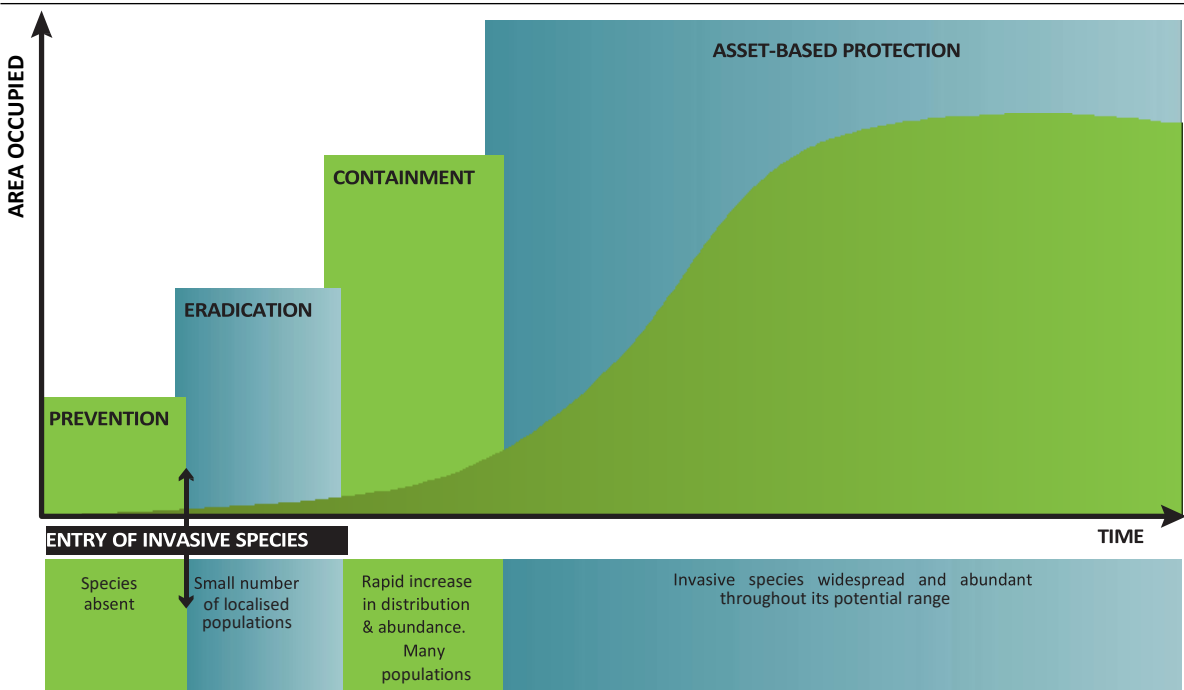 ASSET-BASED PROTECTION
AREA OCCUPIED
CONTAINMENT
ERADICATION
PREVENTION
ENTRY OF INVASIVE SPECIES
TIME
Species
absent
Small number
of localised
populations
Rapid increase
in distribution
& abundance.
Many
populations
Invasive species widespread and abundant
throughout its potential range